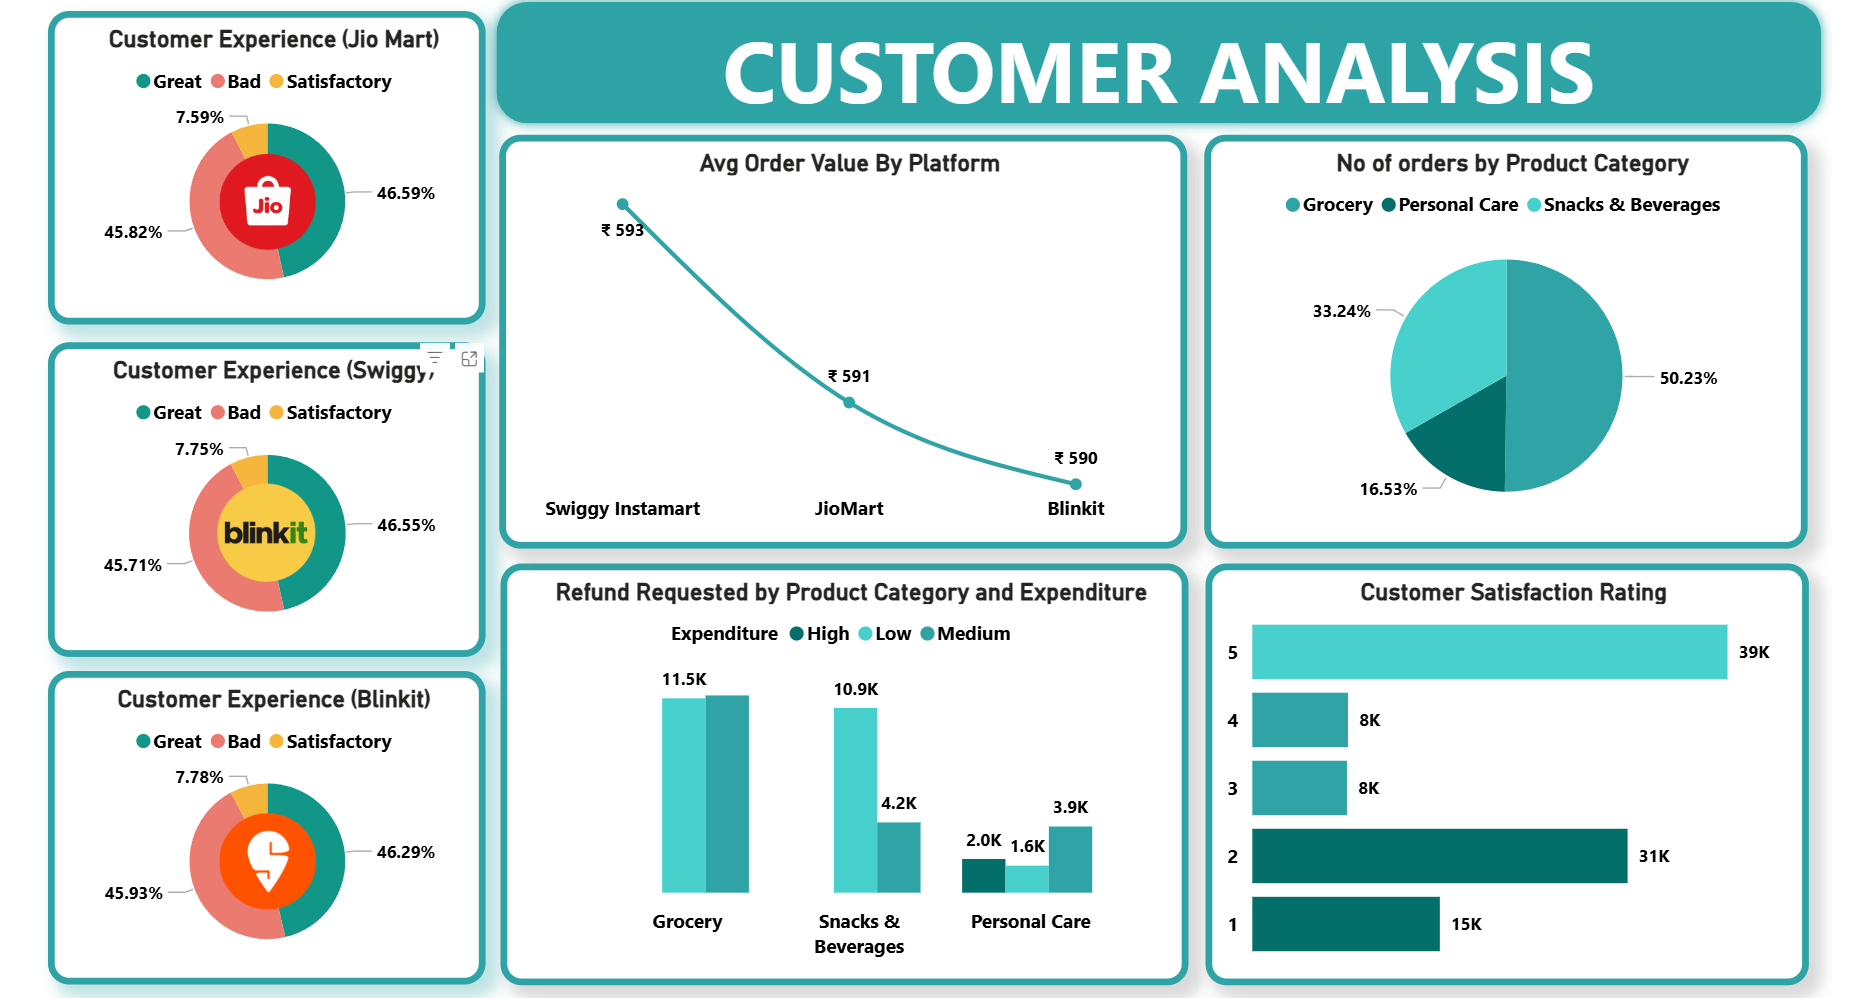 Customer Experience (Jio Mart)
Great Bad Satisfactory
7.59%
46.59%
45.82%
Jio
Customer Experience (Swiggy)
Great Bad Satisfactory
7.75%
46.55%
45.71%
blinkit
Customer Experience (Blinkit)
Great Bad Satisfactory
7.78%
46.29%
45.93%
CUSTOMER ANALYSIS
Avg Order Value By Platform
₹ 593
₹ 591
₹ 590
Swiggy Instamart JioMart Blinkit
No of orders by Product Category
Grocery Personal Care Snacks & Beverages
33.24%
50.23%
16.53%
Refund Requested by Product Category and Expenditure
Expenditure High Low Medium
11.5K
10.9K
4.2K
2.0K
1.6K
3.9K
Grocery
Snacks &
Beverages
Personal Care
Customer Satisfaction Rating
5 39K
4 8K
3 8K
2 31K
1 15K